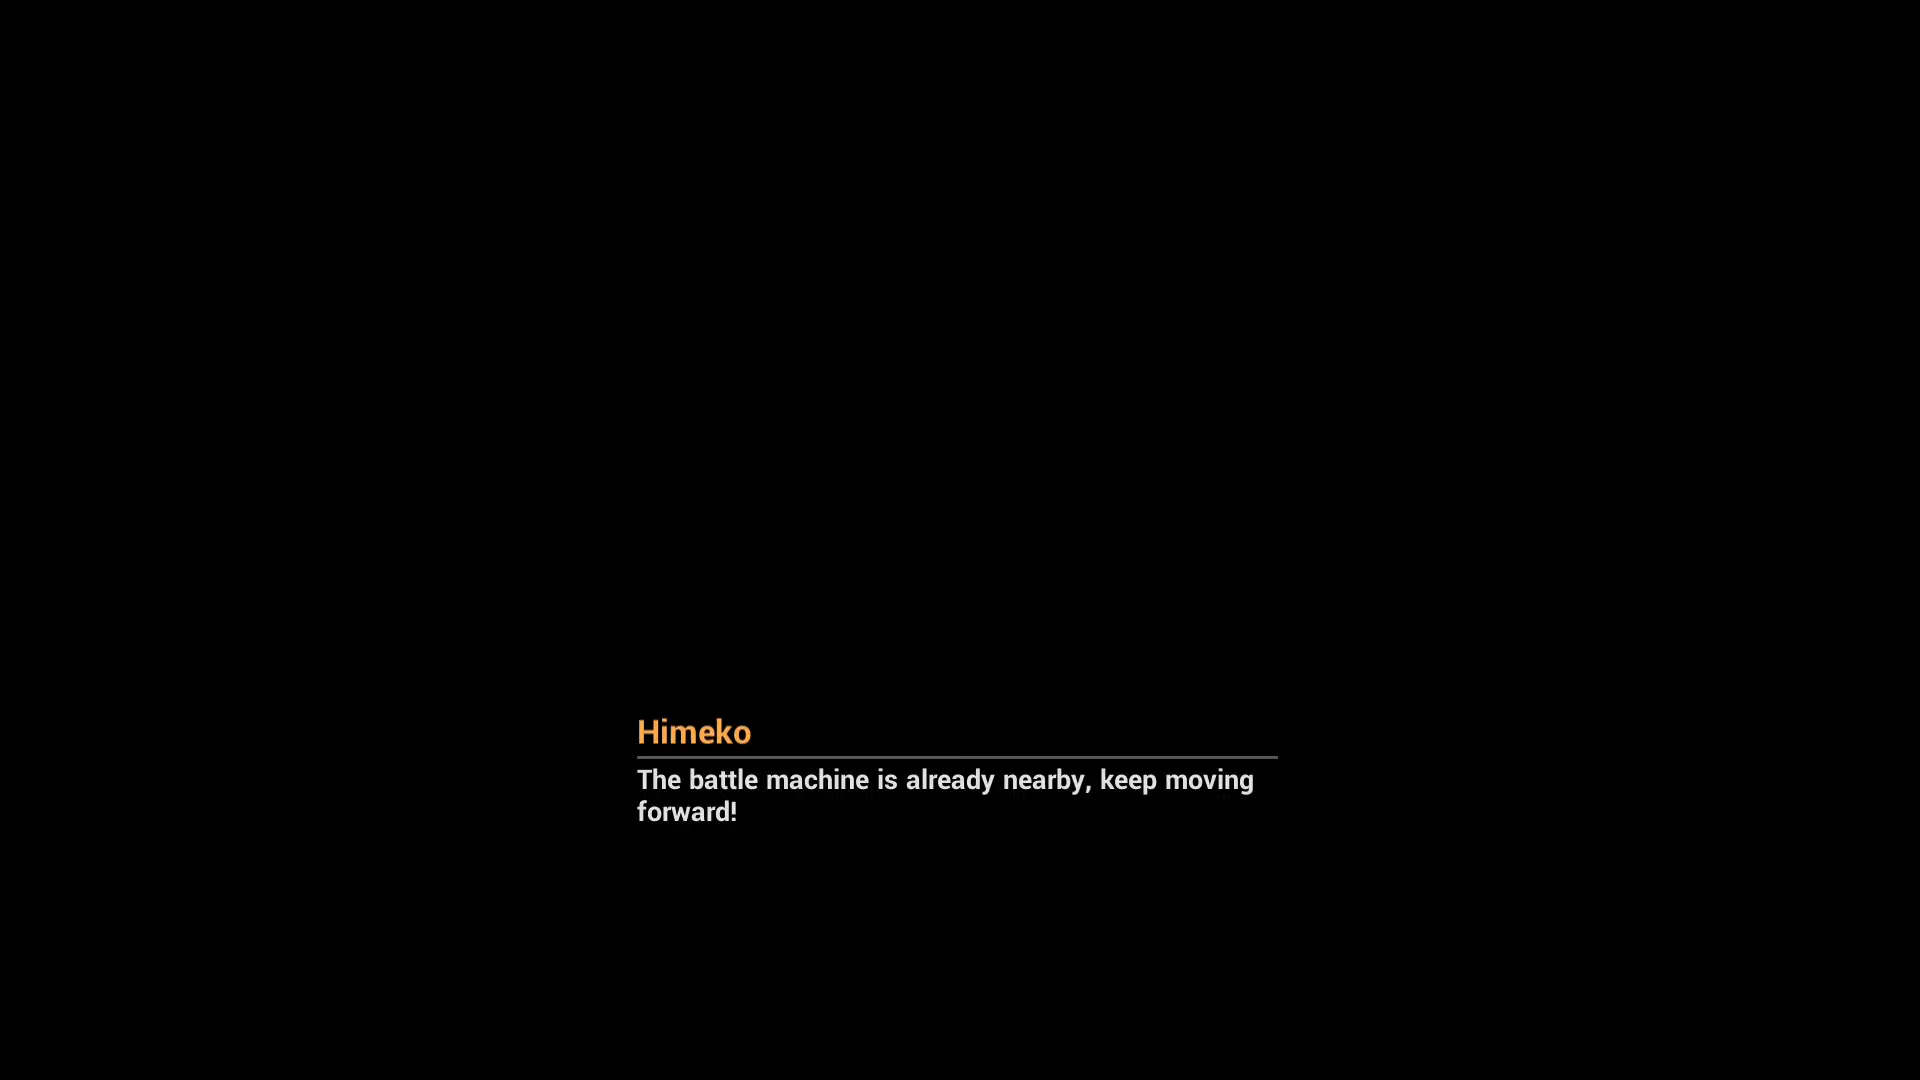 Himeko
The battle machine is already nearby, keep moving
forward!